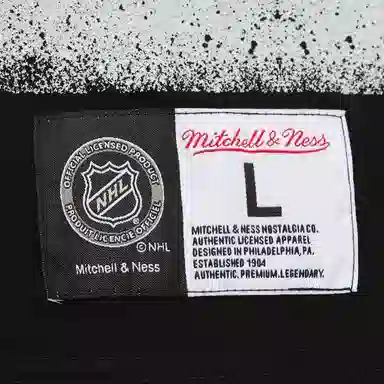 OFFICIAL LICENSED PRODUCT
NHL
PRODUIT LICENCIÉ OFFICIEL
© NHL
Mitchell & Ness
Mitchell & Ness
L
MITCHELL & NESS NOSTALGIA CO.
AUTHENTIC LICENSED APPAREL
DESIGNED IN PHILADELPHIA, PA.
ESTABLISHED 1904
AUTHENTIC. PREMIUM. LEGENDARY.